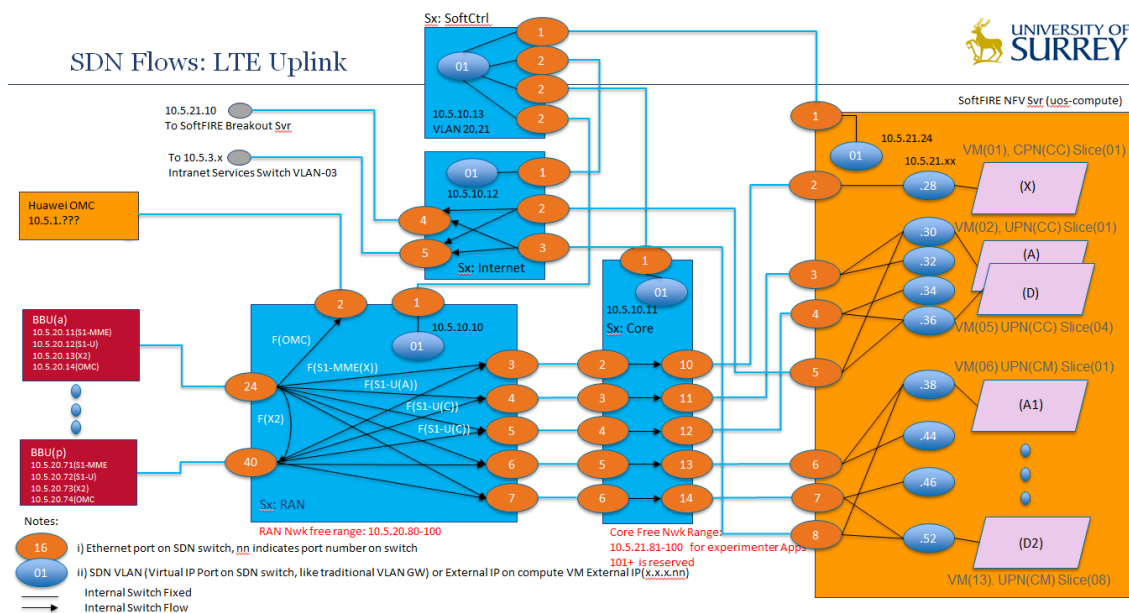 SDN Flows: LTE Uplink
UNIVERSITY OF
SURREY
Sx: SoftCtrl
1
2
2
2
01
10.5.10.13
VLAN 20,21
10.5.21.10
To SoftFIRE Breakout Svr
To 10.5.3.x
Intranet Services Switch VLAN-03
01
10.5.10.12
1
2
3
4
5
Sx: Internet
Huawei OMC
10.5.1.???
SoftFIRE NFV Svr (uos-compute)
1
01
10.5.21.24
10.5.21.xx
VM(01), CPN(CC) Slice(01)
2
.28
(X)
VM(02), UPN(CC) Slice(01)
.30
(A)
3
.32
(D)
4
.34
.36
VM(05) UPN(CC) Slice(04)
5
VM(06) UPN(CM) Slice(01)
.38
(A1)
.44
6
.46
7
8
.52
(D2)
VM(13). UPN(CM) Slice(08)
2
1
01
10.5.10.10
F(OMC)
F(S1-MME(X))
F(S1-U(A))
F(S1-U(C))
F(S1-U(C))
F(X2)
24
40
3
4
5
6
7
Sx: RAN
RAN Nwk free range: 10.5.20.80-100
1
01
10.5.10.11
Sx: Core
2
10
3
11
4
12
5
13
6
14
Core Free Nwk Range:
10.5.21.81-100 for experimenter Apps
101+ is reserved
BBU(a)
10.5.20.11(S1-MME)
10.5.20.12(S1-U)
10.5.20.13(X2)
10.5.20.14(OMC)
BBU(p)
10.5.20.71(S1-MME
10.5.20.72(S1-U)
10.5.20.73(X2)
10.5.20.74(OMC
Notes:
16
i) Ethernet port on SDN switch, nn indicates port number on switch
01
ii) SDN VLAN (Virtual IP Port on SDN switch, like traditional VLAN GW) or External IP on compute VM External IP(x.x.x.nn)
Internal Switch Fixed
Internal Switch Flow